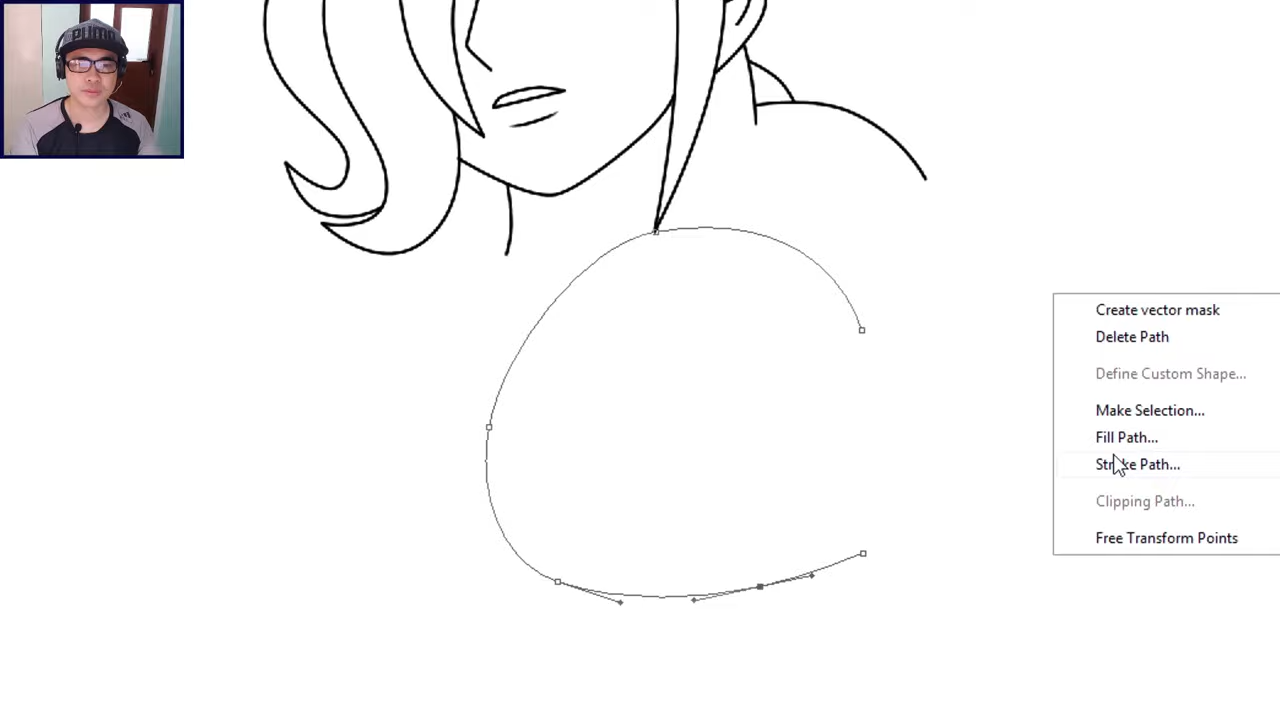 PUMA
Create vector mask
Delete Path
Define Custom Shape...
Make Selection...
Fill Path...
Stroke Path...
Clipping Path...
Free Transform Points